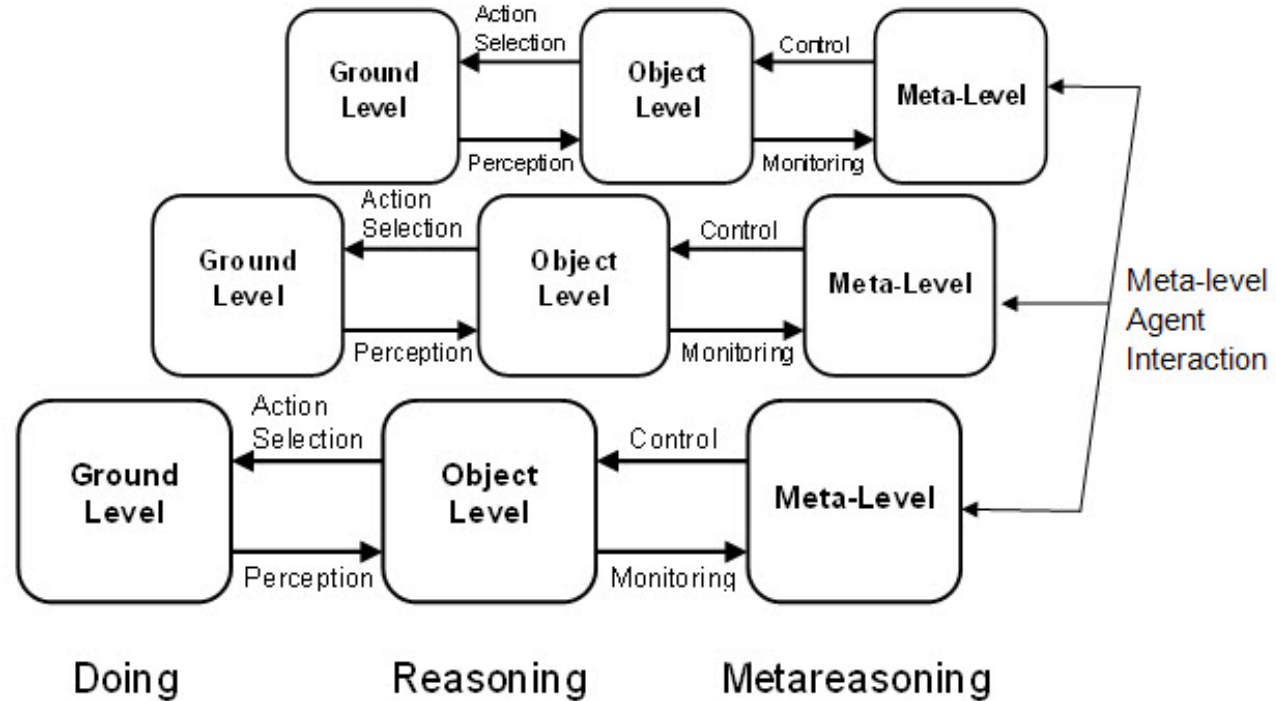 Action
Selection
Control
Ground
Level
Object
Level
Meta-Level
Perception
Monitoring
Action
Selection
Control
Ground
Level
Object
Level
Meta-Level
Perception
Monitoring
Meta-level
Agent
Interaction
Action
Selection
Control
Ground
Level
Object
Level
Meta-Level
Perception
Monitoring
Doing
Reasoning
Metareasoning